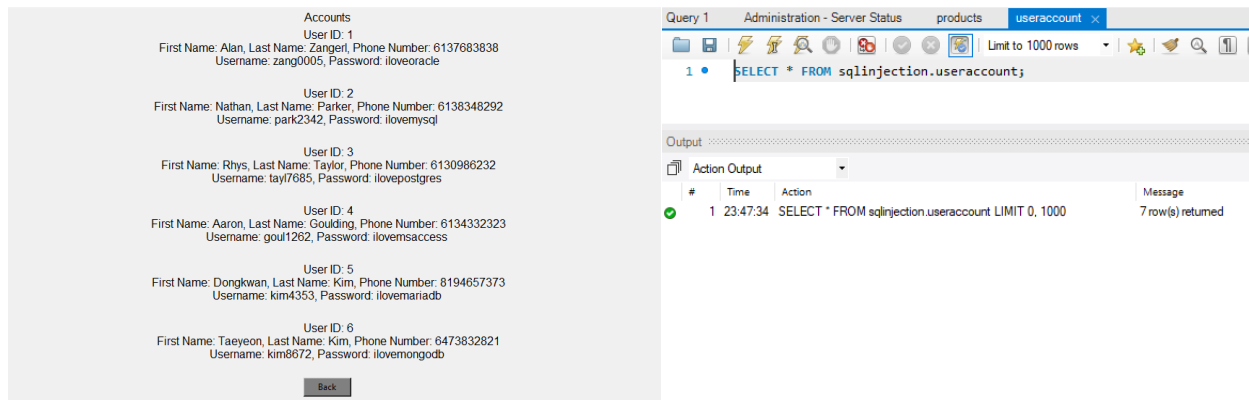 Accounts
User ID: 1
First Name: Alan, Last Name: Zangerl, Phone Number: 6137683838
Username: zang0005, Password: iloveoracle
User ID: 2
First Name: Nathan, Last Name: Parker, Phone Number: 6138348292
Username: park2342, Password: ilovemysql
User ID: 3
First Name: Rhys, Last Name: Taylor, Phone Number: 6130986232
Username: tayl7685, Password: ilovepostgres
User ID: 4
First Name: Aaron, Last Name: Goulding, Phone Number: 6134332323
Username: goul1262, Password: ilovemsaccess
User ID: 5
First Name: Dongkwan, Last Name: Kim, Phone Number: 8194657373
Username: kim4353, Password: ilovemariadb
User ID: 6
First Name: Taeyeon, Last Name: Kim, Phone Number: 6473832821
Username: kim8672, Password: ilovemongodb
Back
Query 1 Administration - Server Status products useraccount
Limit to 1000 rows
1 SELECT * FROM sqlinjection.useraccount;
Output
Action Output
# Time Action Message
1 23:47:34 SELECT * FROM sqlinjection.useraccount LIMIT 0, 1000 7 row(s) returned